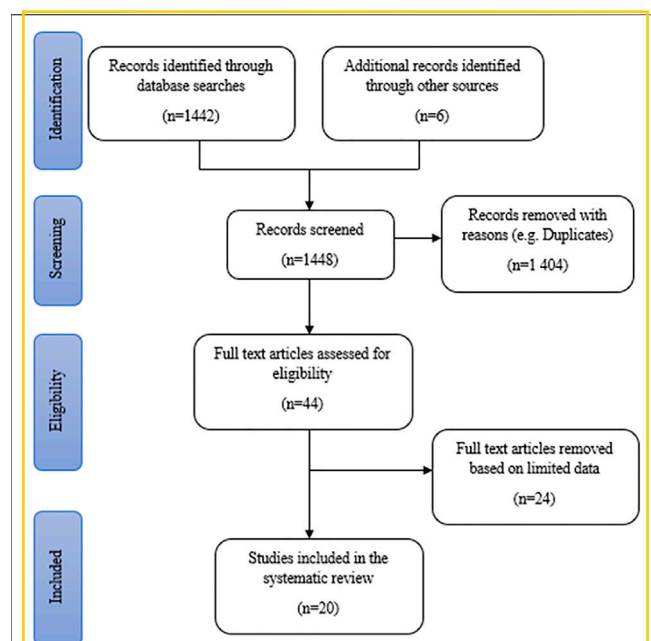 Identification
Records identified through
database searches
(n=1442)
Additional records identified
through other sources
(n=6)
Screening
Records screened
(n=1448)
Records removed with
reasons (e.g. Duplicates)
(n=1 404)
Eligibility
Full text articles assessed for
eligibility
(n=44)
Full text articles removed
based on limited data
(n=24)
Included
Studies included in the
systematic review
(n=20)